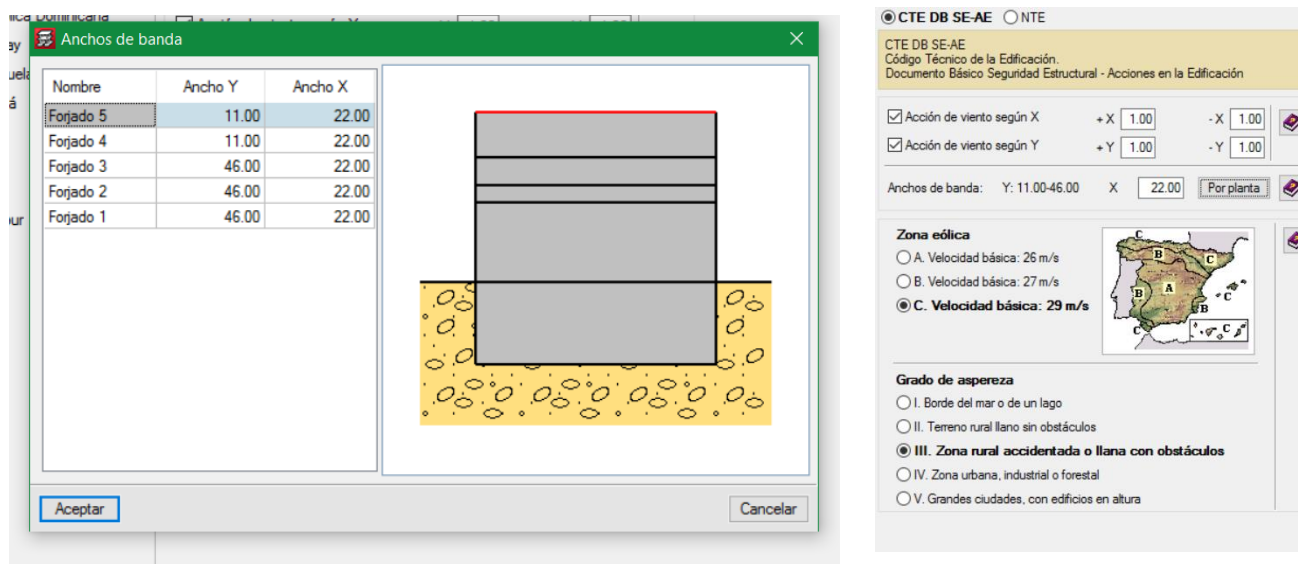 Dominicana
Anchos de banda
Nombre Ancho Y Ancho X
Forjado 5 11.00 22.00
Forjado 4 11.00 22.00
Forjado 3 46.00 22.00
Forjado 2 46.00 22.00
Forjado 1 46.00 22.00
Aceptar
Cancelar
CTE DB SE-AE NTE
CTE DB SE-AE
Código Técnico de la Edificación.
Documento Básico Seguridad Estructural - Acciones en la Edificación
Acción de viento según X + X 1.00 - X 1.00
Acción de viento según Y + Y 1.00 - Y 1.00
Anchos de banda: Y: 11.00-46.00 X 22.00 Por planta
Zona eólica
A. Velocidad básica: 26 m/s
B. Velocidad básica: 27 m/s
C. Velocidad básica: 29 m/s
C
B
C
B
A
C
B
C
C
Grado de aspereza
I. Borde del mar o de un lago
II. Terreno rural llano sin obstáculos
III. Zona rural accidentada o llana con obstáculos
IV. Zona urbana, industrial o forestal
V. Grandes ciudades, con edificios en altura